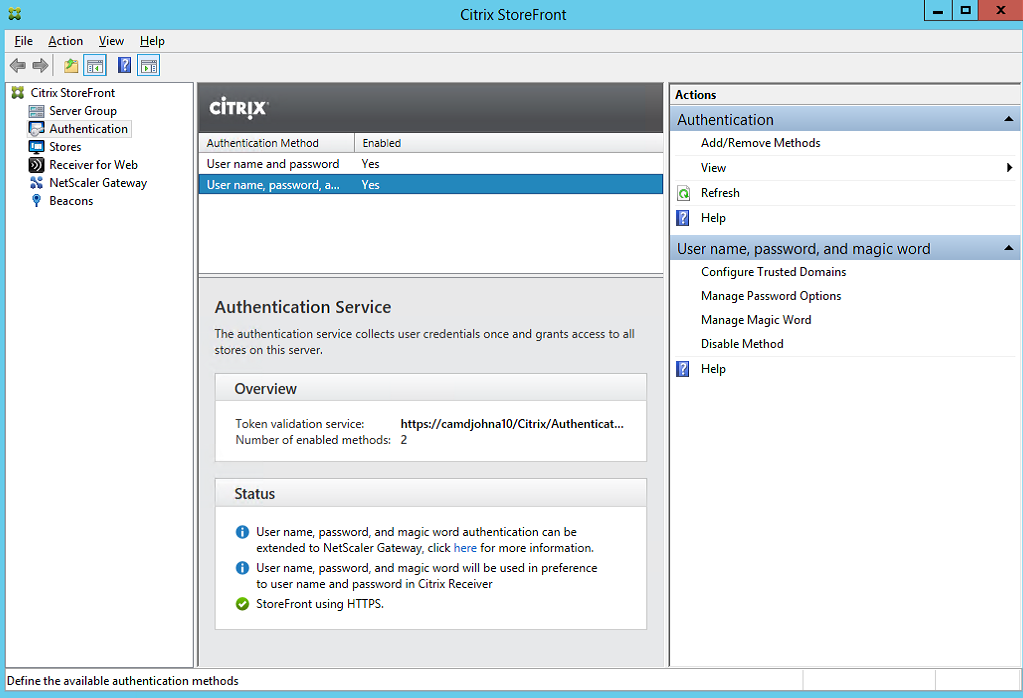 Citrix StoreFront
File Action View Help
Citrix StoreFront
Server Group
Authentication
Stores
Receiver for Web
NetScaler Gateway
Beacons
CİTRIX
Authentication Method Enabled
User name and password Yes
User name, password, a... Yes
Authentication Service
The authentication service collects user credentials once and grants access to all
stores on this server.
Overview
Token validation service: https://camdjohna10/Citrix/Authenticat...
Number of enabled methods: 2
Status
User name, password, and magic word authentication can be
extended to NetScaler Gateway, click here for more information.
User name, password, and magic word will be used in preference
to user name and password in Citrix Receiver
StoreFront using HTTPS.
Actions
Authentication
Add/Remove Methods
View
Refresh
Help
User name, password, and magic word
Configure Trusted Domains
Manage Password Options
Manage Magic Word
Disable Method
Help
Define the available authentication methods